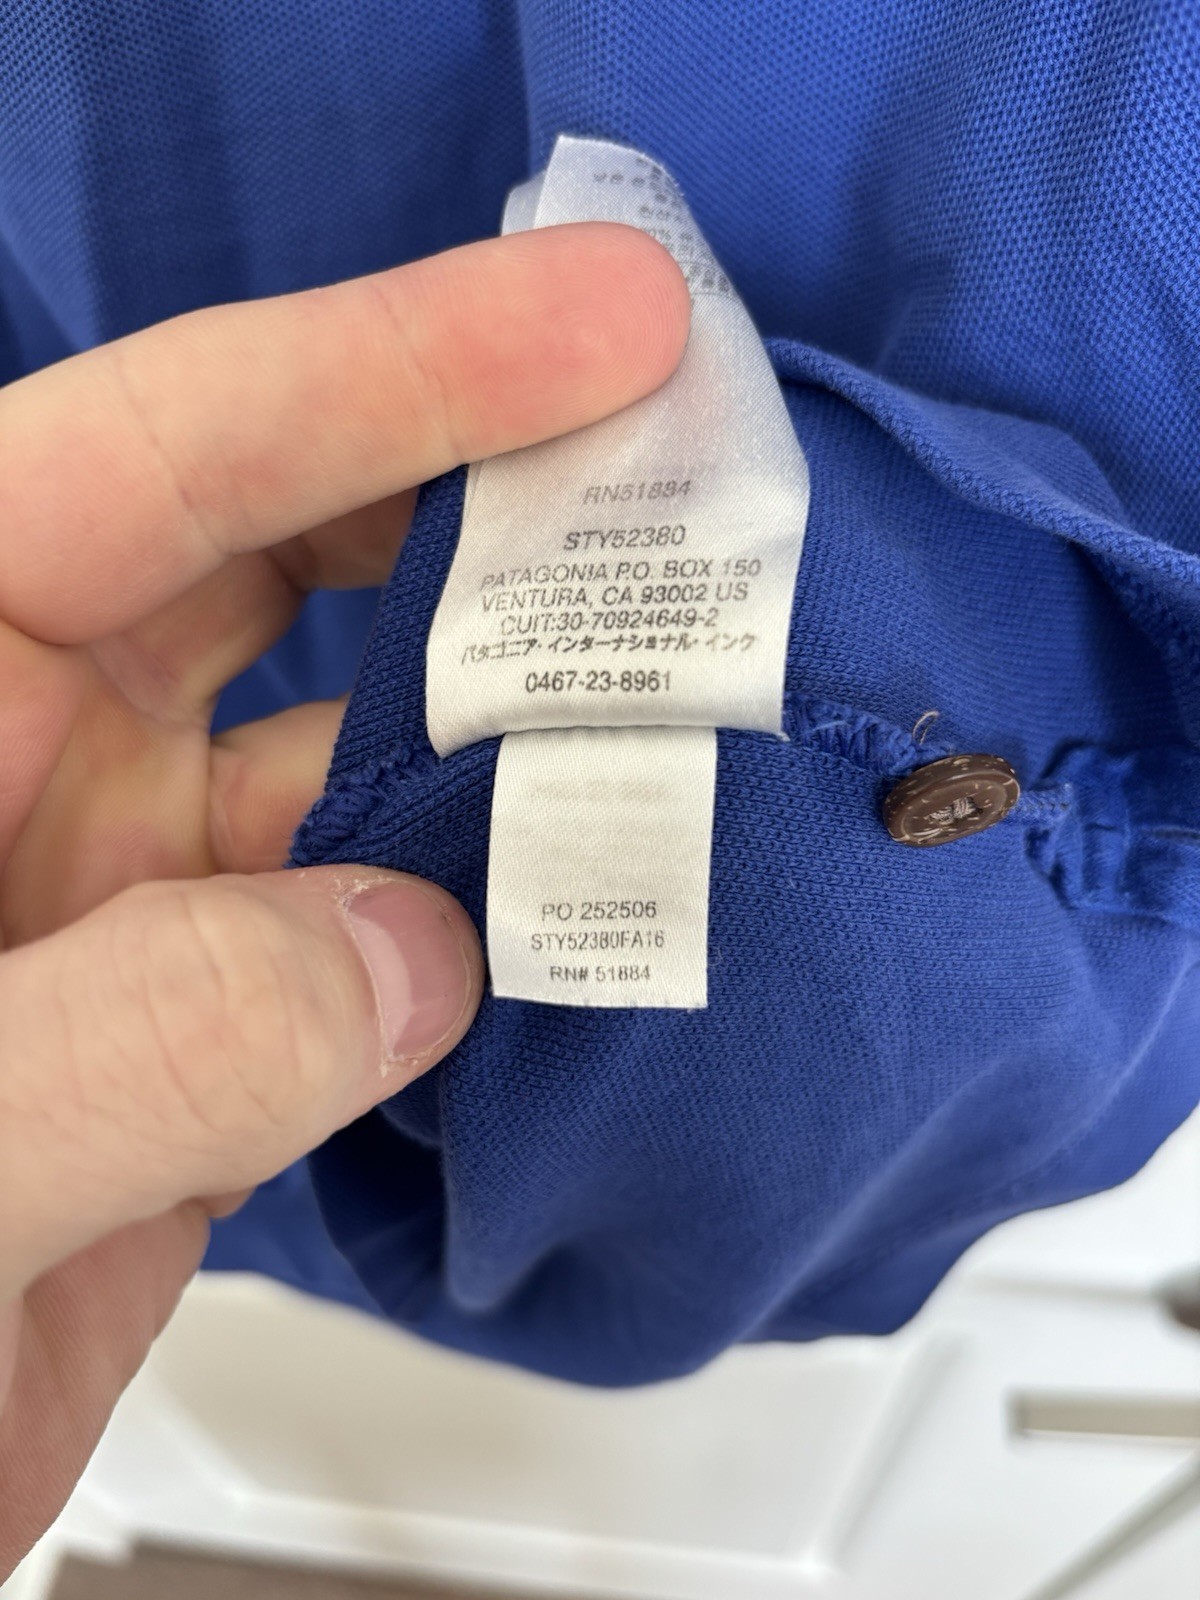 RN51884
STY52380
PATAGONIA P.O. BOX 150
VENTURA, CA 93002 US
CUIT:30-70924649-2
パタゴニア・インターナショナル・インク
0467-23-8961
PO 252506
STY52380FA16
RN# 51884